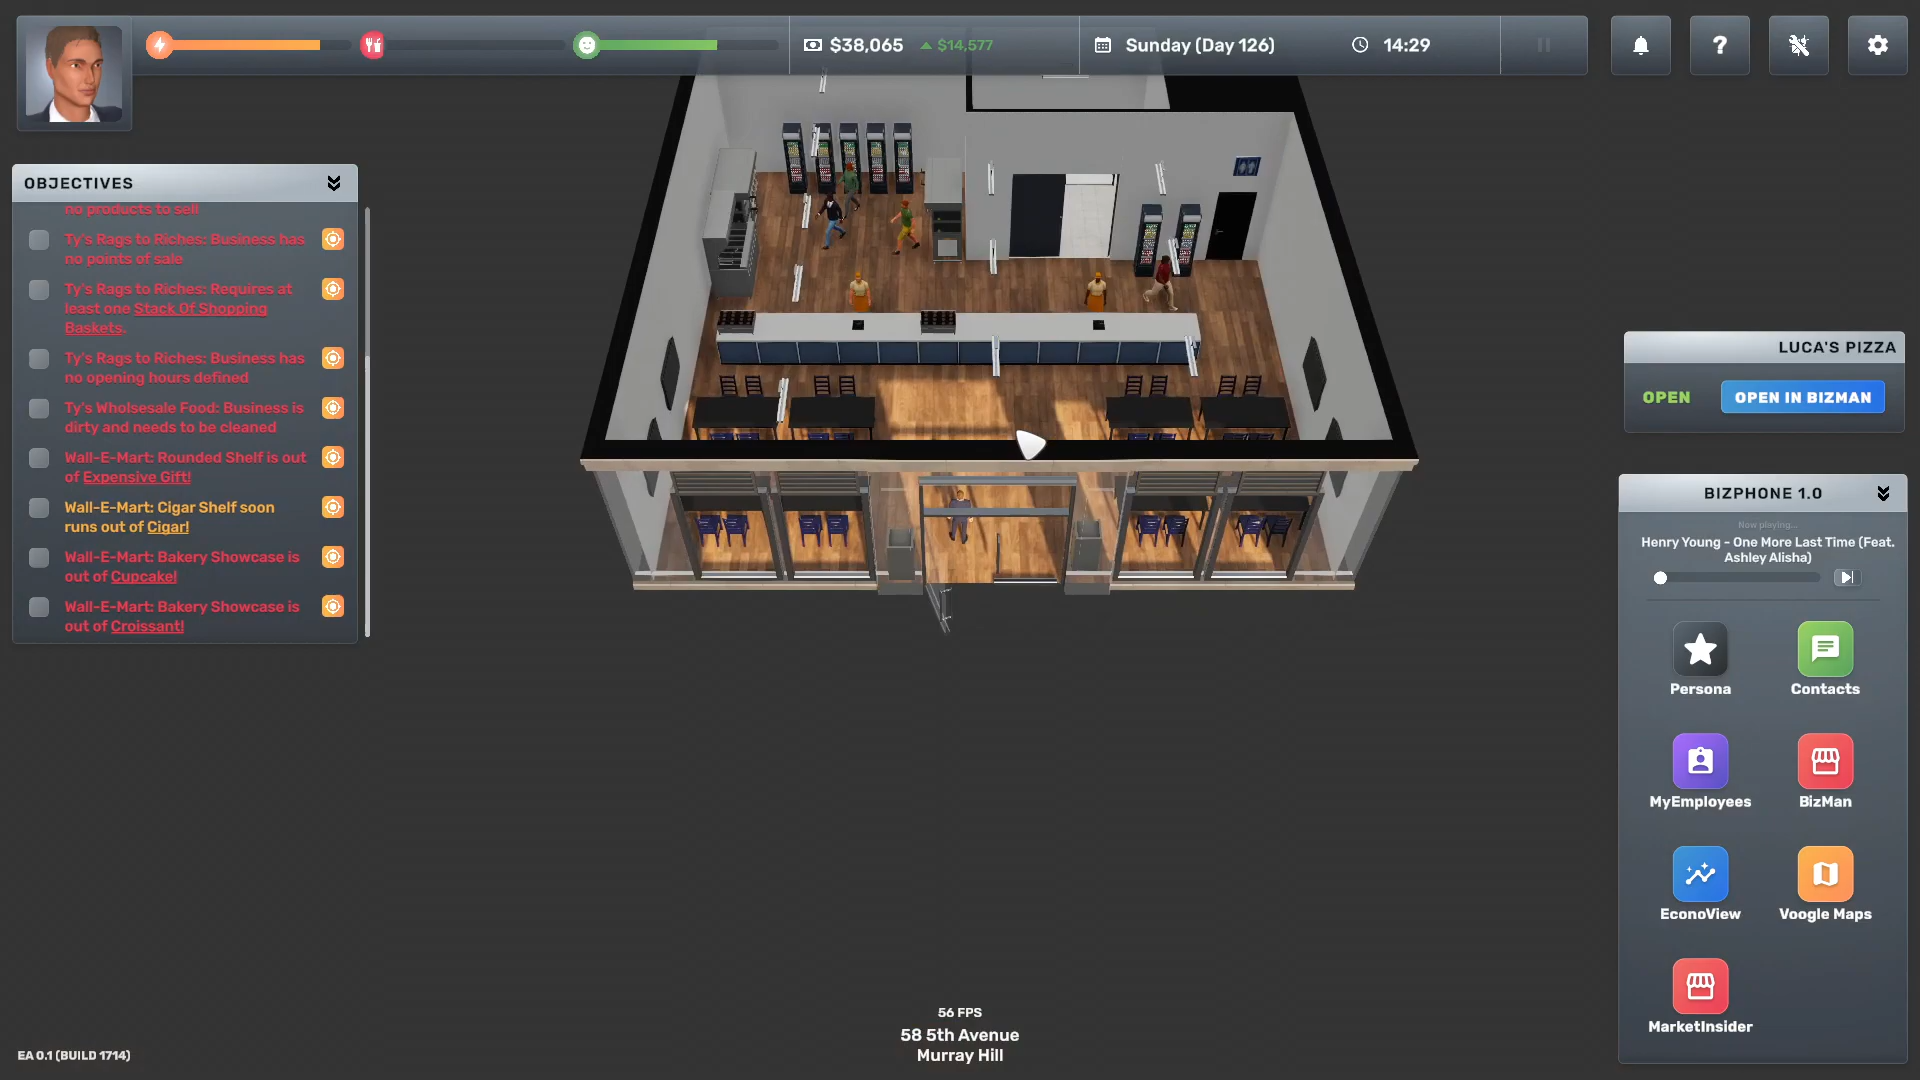 $38,065
$14,577
Sunday (Day 126)
14:29
?
OBJECTIVES
no products to sell
Ty's Rags to Riches: Business has
no points of sale
Ty's Rags to Riches: Requires at
least one Stack Of Shopping
Baskets.
Ty's Rags to Riches: Business has
no opening hours defined
Ty's Wholsesale Food: Business is
dirty and needs to be cleaned
Wall-E-Mart: Rounded Shelf is out
of Expensive Gift!
Wall-E-Mart: Cigar Shelf soon
runs out of Cigar!
Wall-E-Mart: Bakery Showcase is
out of Cupcake!
Wall-E-Mart: Bakery Showcase is
out of Croissant!
LUCA'S PIZZA
OPEN
OPEN IN BIZMAN
BIZPHONE 1.0
Now playing...
Henry Young - One More Last Time (Feat.
Ashley Alisha)
Persona
Contacts
MyEmployees
BizMan
EconoView
Voogle Maps
MarketInsider
56 FPS
58 5th Avenue
Murray Hill
EA 0.1 (BUILD 1714)